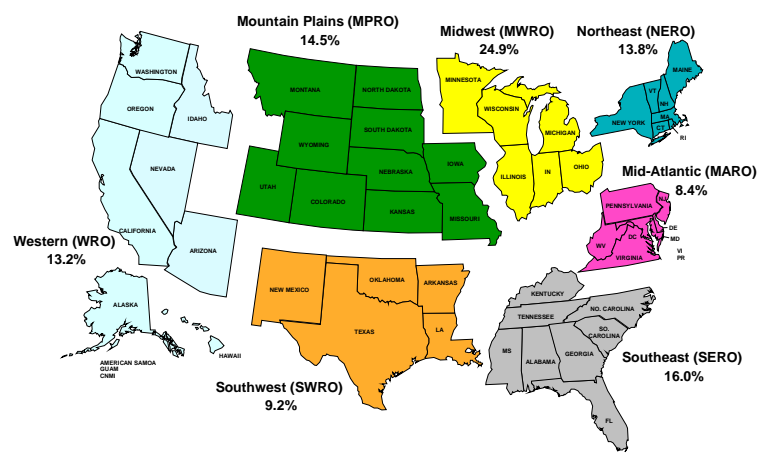 Mountain Plains (MPRO)
14.5%
Midwest (MWRO)
24.9%
Northeast (NERO)
13.8%
WASHINGTON
OREGON
IDAHO
NEVADA
CALIFORNIA
ARIZONA
Western (WRO)
13.2%
ALASKA
HAWAII
AMERICAN SAMOA
GUAM
CNMI
MONTANA
NORTH DAKOTA
SOUTH DAKOTA
WYOMING
NEBRASKA
IOWA
UTAH
COLORADO
KANSAS
MISSOURI
MINNESOTA
WISCONSIN
MICHIGAN
ILLINOIS
IN
OHIO
MAINE
VT
NH
NEW YORK
MA
CT
RI
Mid-Atlantic (MARO)
8.4%
PENNSYLVANIA
NJ
DE
MD
DC
WV
VIRGINIA
VI
PR
NEW MEXICO
OKLAHOMA
ARKANSAS
TEXAS
LA
Southwest (SWRO)
9.2%
KENTUCKY
TENNESSEE
NO. CAROLINA
SO.
CAROLINA
MS
ALABAMA
GEORGIA
FL
Southeast (SERO)
16.0%